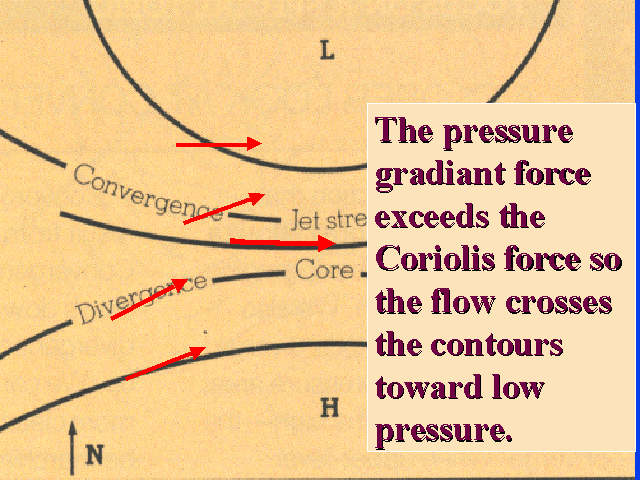 L
The pressure
gradiant force
exceeds the
Coriolis force so
the flow crosses
the contours
toward low
pressure.
Convergence
Jet stre
Core
Divergence
H
N